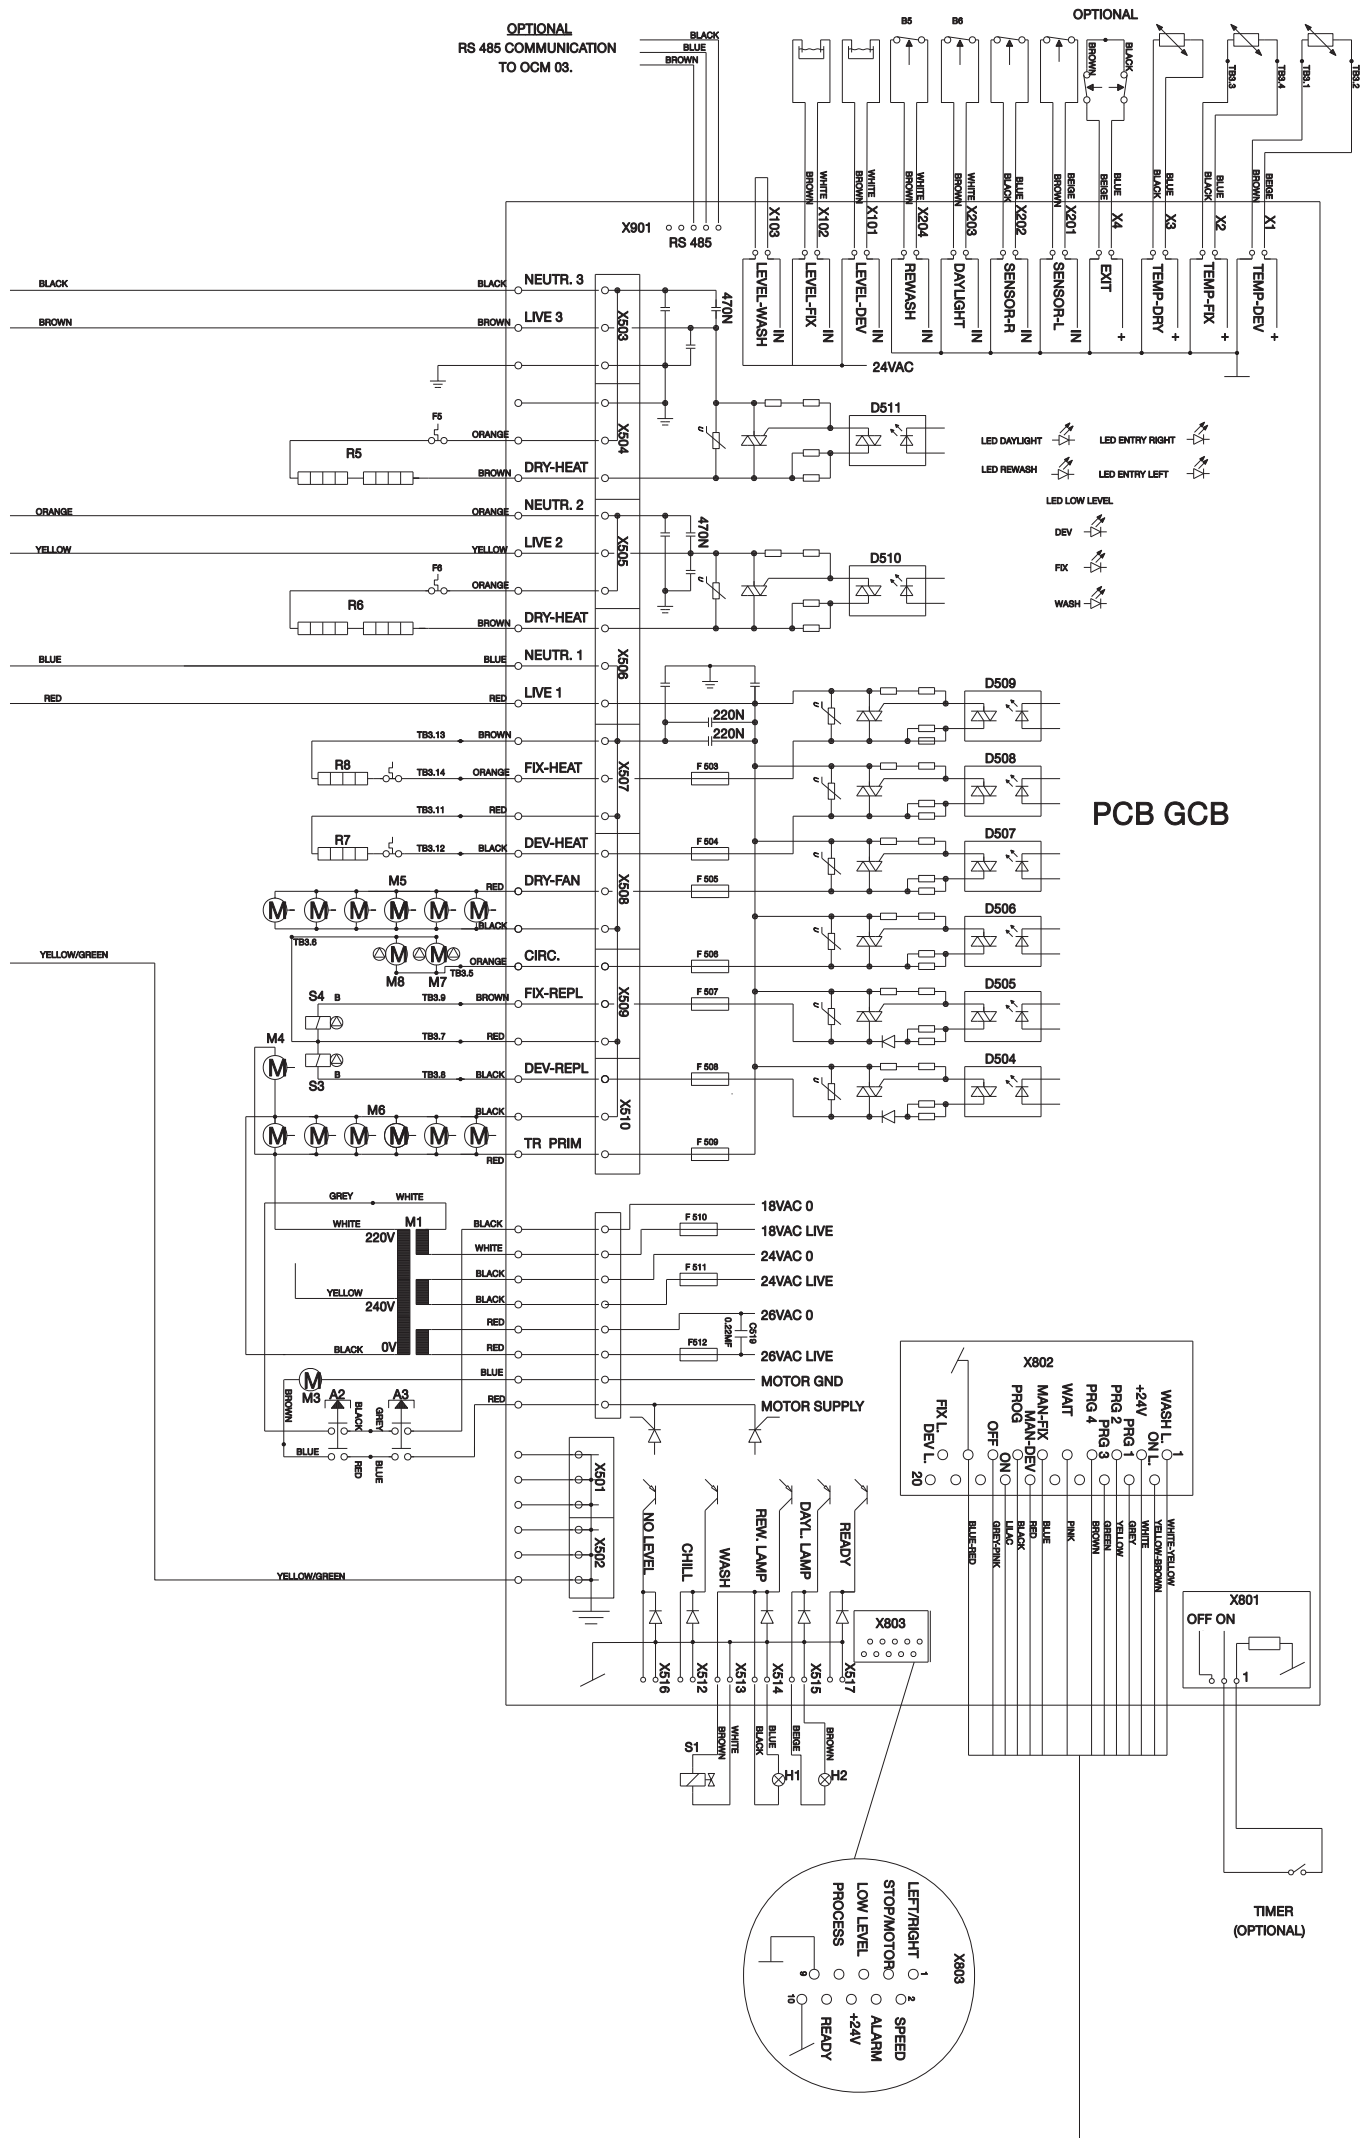 OPTIONAL
RS 485 COMMUNICATION
TO OCM 03.
BLACK
BLUE
BROWN
B5
B6
OPTIONAL
BROWN
BLACK
TB3.3
TB3.4
TB3.1
TB3.2
BROWN
WHITE
BROWN
WHITE
BROWN
WHITE
BROWN
WHITE
BLACK
BLUE
BROWN
BEIGE
BEIGE
BLUE
BLACK
BLUE
BLACK
BLUE
BROWN
BEIGE
X901
RS 485
X103
X102
X101
X204
X203
X202
X201
X4
X3
X2
X1
LEVEL-WASH
IN
LEVEL-FIX
IN
LEVEL-DEV
IN
REWASH
IN
DAYLIGHT
IN
SENSOR-R
IN
SENSOR-L
IN
EXIT
+
TEMP-DRY
+
TEMP-FIX
+
TEMP-DEV
+
24VAC
BLACK
BLACK
NEUTR. 3
BROWN
BROWN
LIVE 3
X503
470N
F5
ORANGE
X504
R5
BROWN
DRY-HEAT
U
D511
LED DAYLIGHT
LED ENTRY RIGHT
LED REWASH
LED ENTRY LEFT
LED LOW LEVEL
DEV
FIX
WASH
ORANGE
ORANGE
NEUTR. 2
YELLOW
YELLOW
LIVE 2
X505
470N
F6
ORANGE
R6
BROWN
DRY-HEAT
U
D510
BLUE
BLUE
NEUTR. 1
X506
RED
RED
LIVE 1
220N
220N
U
D509
TB3.13
BROWN
R8
TB3.14
ORANGE
FIX-HEAT
X507
F 503
U
D508
PCB GCB
TB3.11
RED
R7
TB3.12
BLACK
DEV-HEAT
F 504
U
D507
M5
RED
DRY-FAN
X508
F 505
M M M M M M
BLACK
U
D506
YELLOW/GREEN
TB3.6
M M
M8
M7
TB3.5
ORANGE
CIRC.
F 506
S4
B
TB3.9
BROWN
FIX-REPL
X509
F 507
U
D505
M4
M
TB3.7
RED
S3
B
TB3.8
BLACK
DEV-REPL
F 508
U
D504
M6
BLACK
X510
M M M M M M
RED
TR PRIM
F 509
GREY
WHITE
WHITE
M1
220V
BLACK
18VAC 0
F 510
18VAC LIVE
WHITE
24VAC 0
BLACK
F 511
24VAC LIVE
YELLOW
240V
BLACK
RED
26VAC 0
C519
0.22MF
BLACK
0V
RED
F512
26VAC LIVE
M
M3
BLUE
MOTOR GND
RED
MOTOR SUPPLY
BROWN
A2
BLACK
GREY
A3
BLUE
RED
BLUE
X501
X502
YELLOW/GREEN
NO LEVEL
CHILL
WASH
REW. LAMP
DAYL. LAMP
READY
X516
X512
X513
X514
X515
X517
X803
X802
FIX L.
DEV L.
OFF
ON
PROG
MAN-DEV
MAN-FIX
WAIT
PRG 4
PRG 3
PRG 2
PRG 1
+24V
ON L.
WASH L.
1
20
BLUE-RED
GREY-PINK
LILAC
BLACK
RED
BLUE
PINK
BROWN
GREEN
YELLOW
GREY
WHITE
YELLOW-BROWN
WHITE-YELLOW
X801
OFF ON
1
S1
BROWN
WHITE
BLACK
BLUE
H1
BEIGE
BROWN
H2
TIMER
(OPTIONAL)
PROCESS
LOW LEVEL
STOP/MOTOR
LEFT/RIGHT
X803
9
1
10
2
READY
+24V
ALARM
SPEED